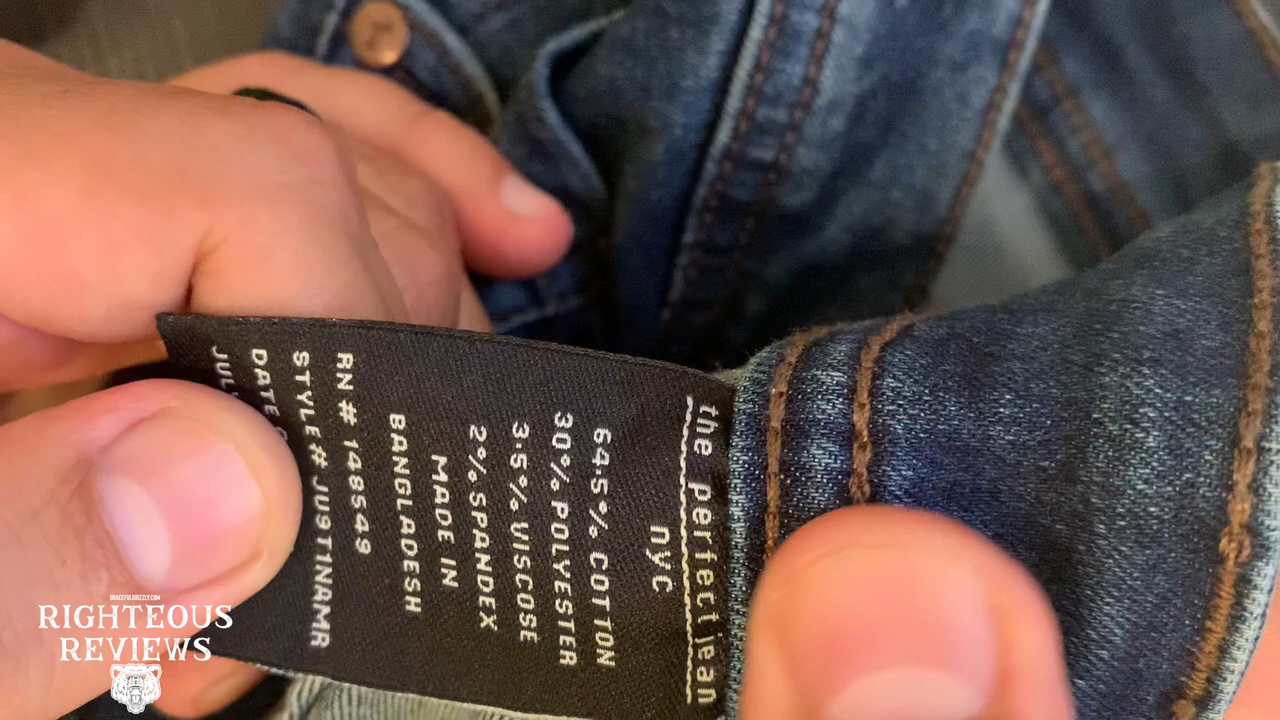 the perfect jean
nyc
64.5% COTTON
30% POLYESTER
3.5% VISCOSE
2% SPANDEX
MADE IN
BANGLADESH
RN# 148549
STYLE# JUSTINAMR
DATE
GRACEFULGRIZZLY.COM
RIGHTEOUS
REVIEWS